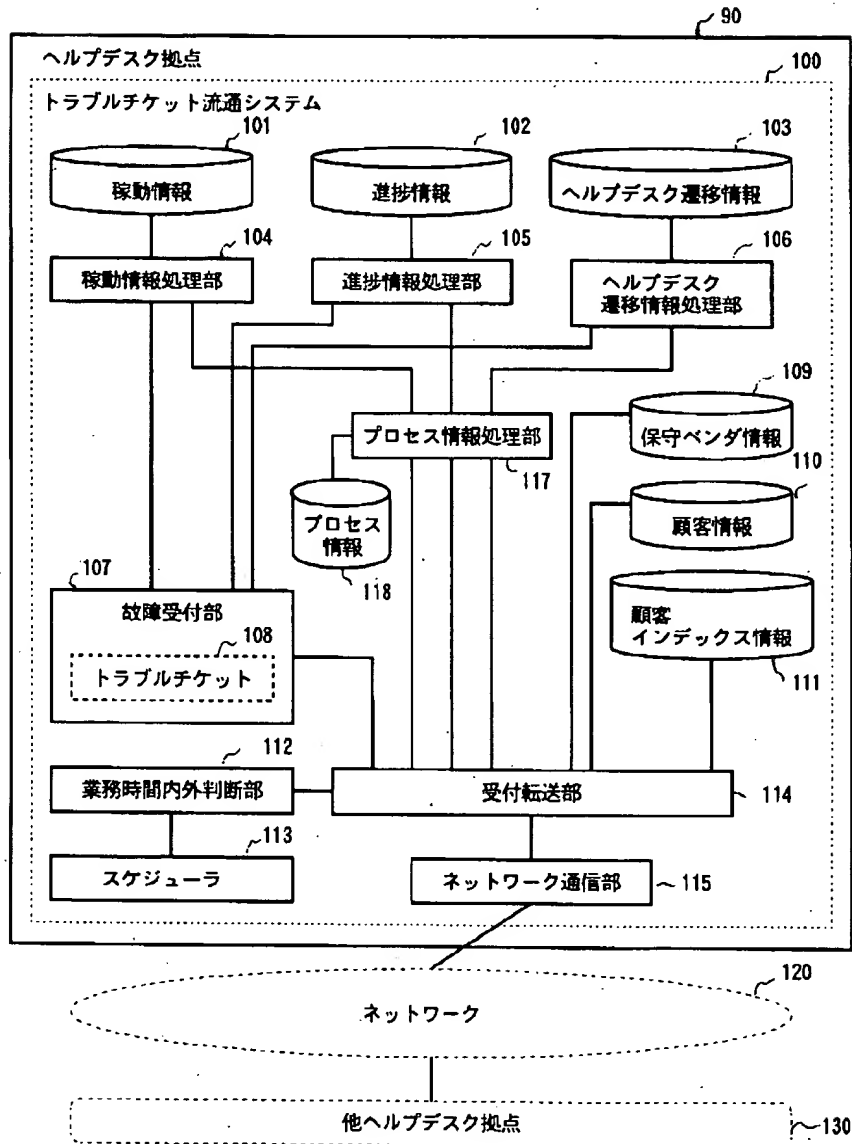 90
ヘルプデスク拠点
100
トラブルチケット流通システム
101
102
103
稼動情報
進捗情報
ヘルプデスク遷移情報
104
105
106
稼動情報処理部
進捗情報処理部
ヘルプデスク
遷移情報処理部
109
プロセス情報処理部
保守ベンダ情報
117
110
プロセス
情報
顧客情報
118
107
故障受付部
顧客
インデックス情報
108
トラブルチケット
111
112
業務時間内外判断部
受付転送部
114
113
スケジューラ
ネットワーク通信部
115
120
ネットワーク
他ヘルプデスク拠点
130